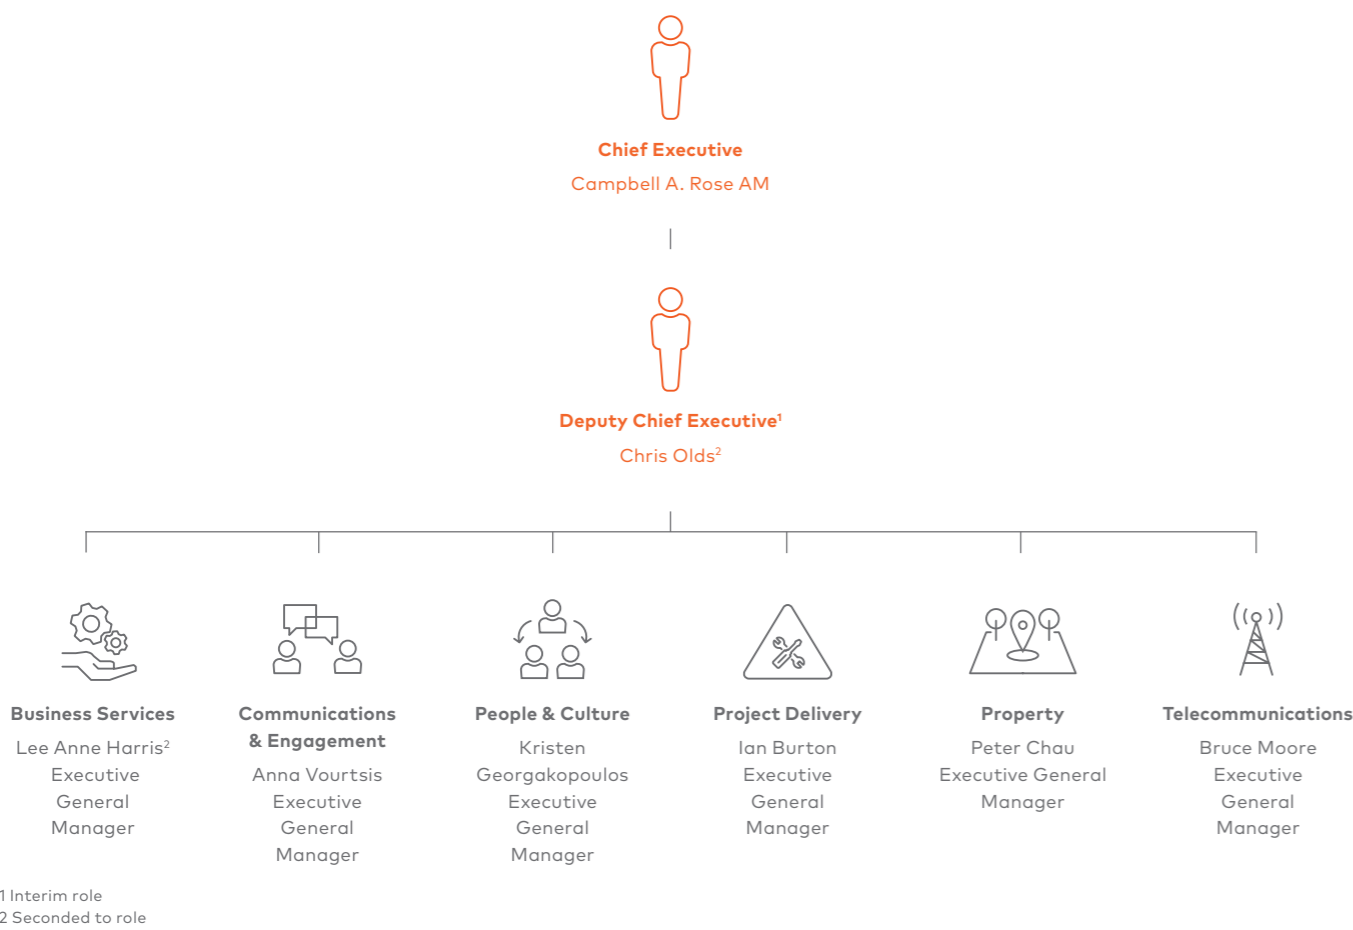 Chief Executive
Campbell A. Rose AM
Deputy Chief Executive¹
Chris Olds²
Business Services
Lee Anne Harris²
Executive
General
Manager
Communications
& Engagement
Anna Vourtsis
Executive
General
Manager
People & Culture
Kristen
Georgakopoulos
Executive
General
Manager
Project Delivery
Ian Burton
Executive
General
Manager
Property
Peter Chau
Executive General
Manager
Telecommunications
Bruce Moore
Executive
General
Manager
1 Interim role
2 Seconded to role